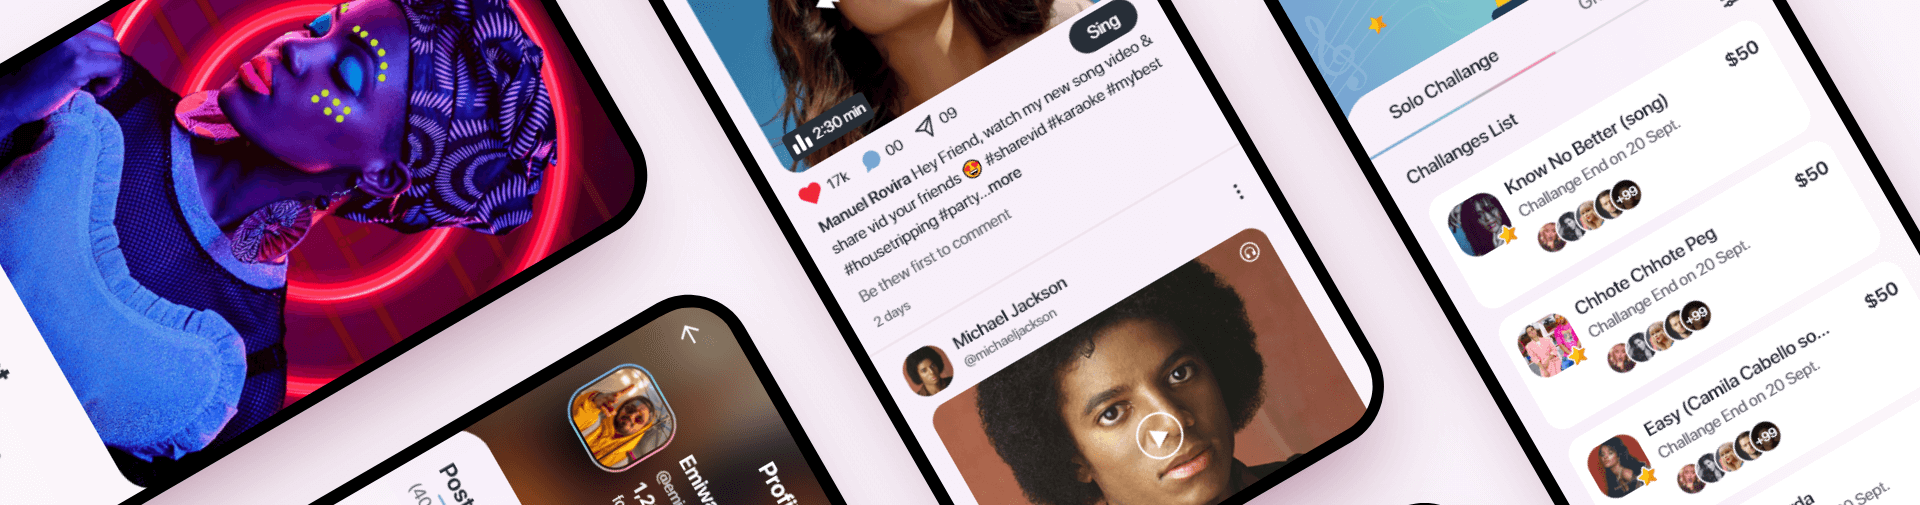 Sing
2:30 min
17k
00
09
Manuel Rovira Hey Friend, watch my new song video &
share vid your friends 🤩 #sharevid #karaoke #mybest
#housetripping #party...more
Be thew first to comment
2 days
Michael Jackson
@michaeljackson
Profi
Emiwa
@emi
1,2
fo
Post
(40
Solo Challange
Gr
Challanges List
Know No Better (song)
$50
Challange End on 20 Sept.
+99
Chhote Chhote Peg
$50
Challange End on 20 Sept.
+99
Easy (Camila Cabello so...
$50
Challange End on 20 Sept.
+99
rda
20 Sept.